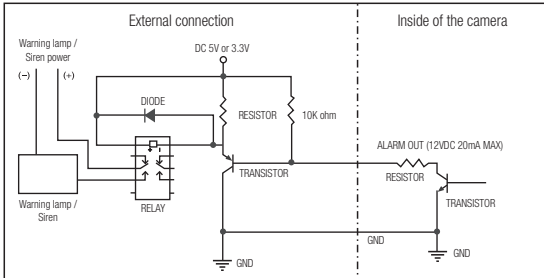 External connection
Inside of the camera
Warning lamp /
Siren power
DC 5V or 3.3V
(−)
(+)
DIODE
RESISTOR
10K ohm
ALARM OUT (12VDC 20mA MAX)
RESISTOR
TRANSISTOR
TRANSISTOR
Warning lamp /
Siren
RELAY
GND
GND
GND